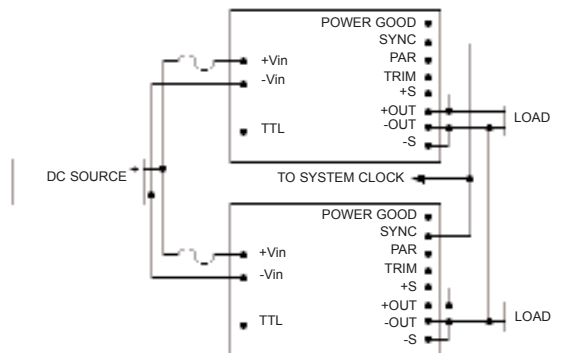 POWER GOOD
SYNC
+Vin
PAR
-Vin
TRIM
+S
+OUT
LOAD
TTL
-OUT
-S
DC SOURCE
TO SYSTEM CLOCK
POWER GOOD
SYNC
+Vin
PAR
-Vin
TRIM
+S
+OUT
LOAD
TTL
-OUT
-S